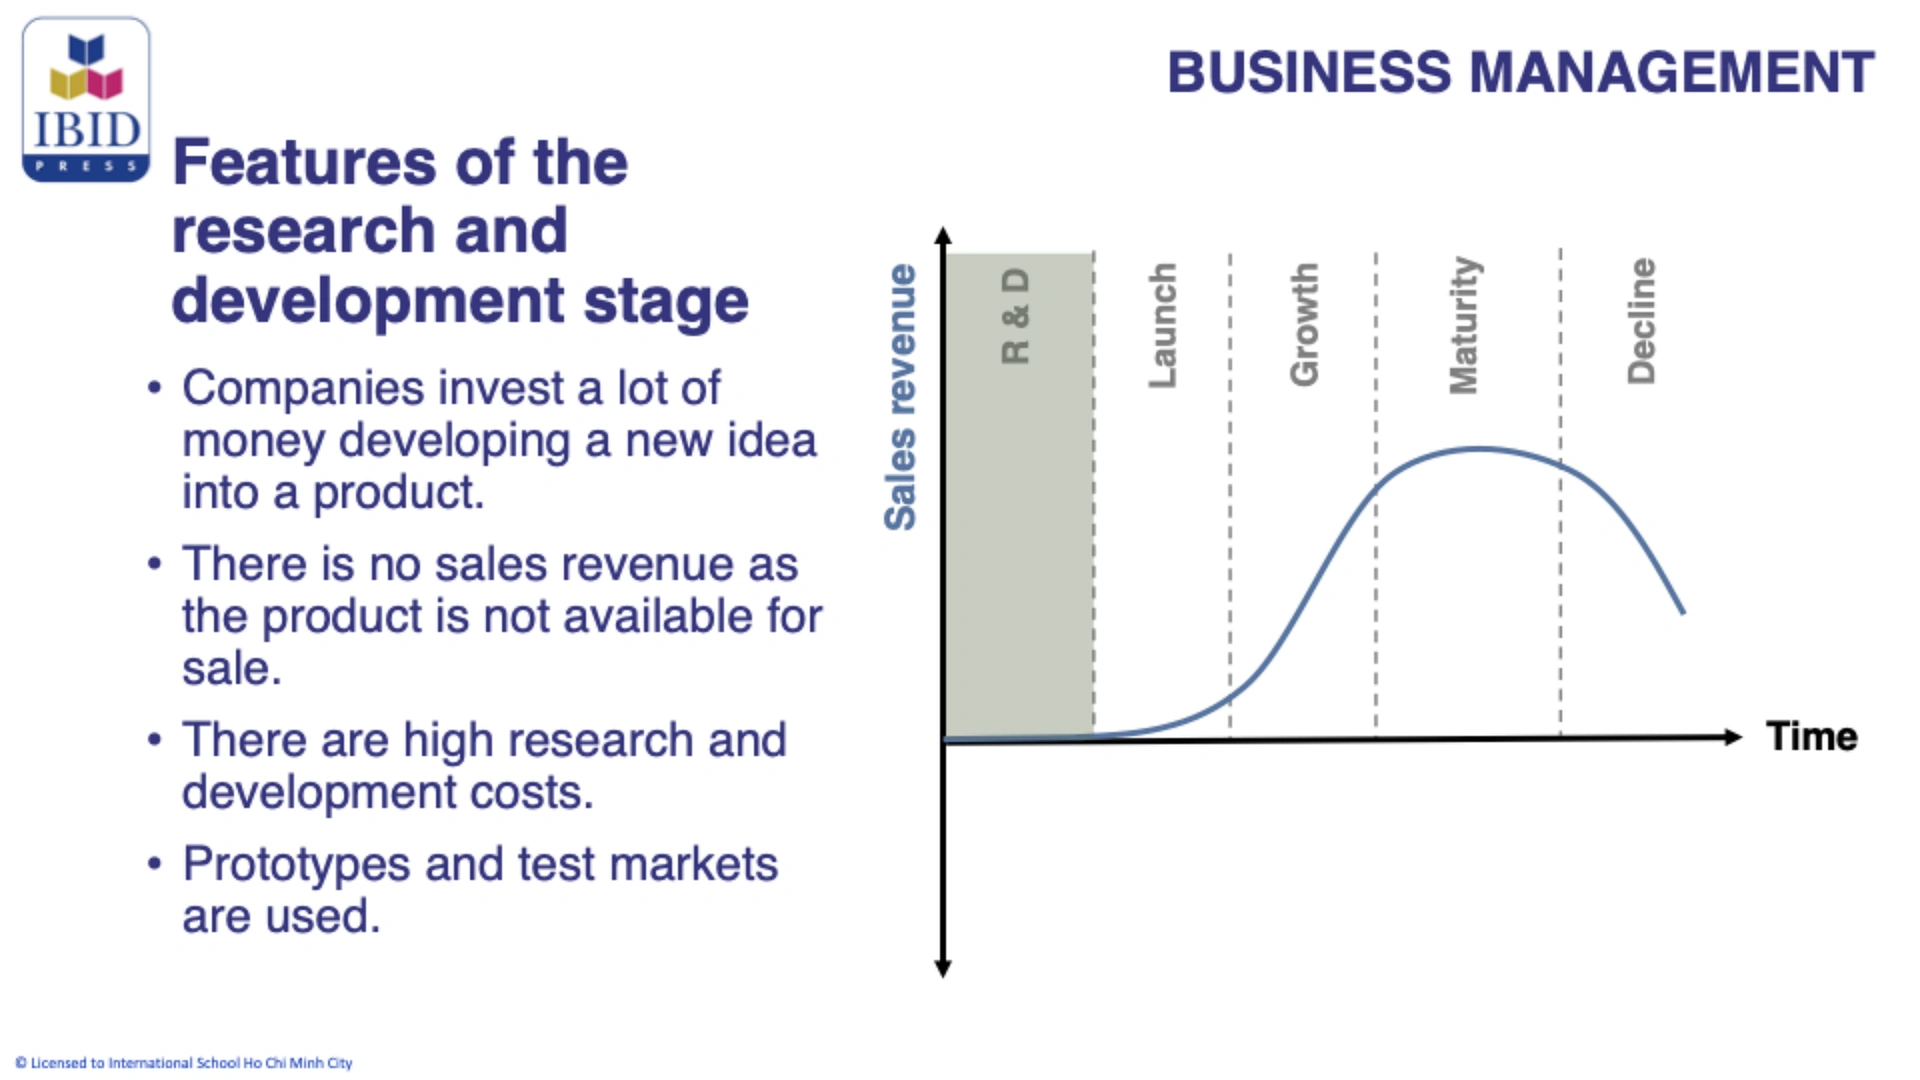 IBID
PRESS
BUSINESS MANAGEMENT
Features of the
research and
development stage
• Companies invest a lot of
money developing a new idea
into a product.
• There is no sales revenue as
the product is not available for
sale.
• There are high research and
development costs.
• Prototypes and test markets
are used.
Sales revenue
R & D
Launch
Growth
Maturity
Decline
Time
© Licensed to International School Ho Chi Minh City